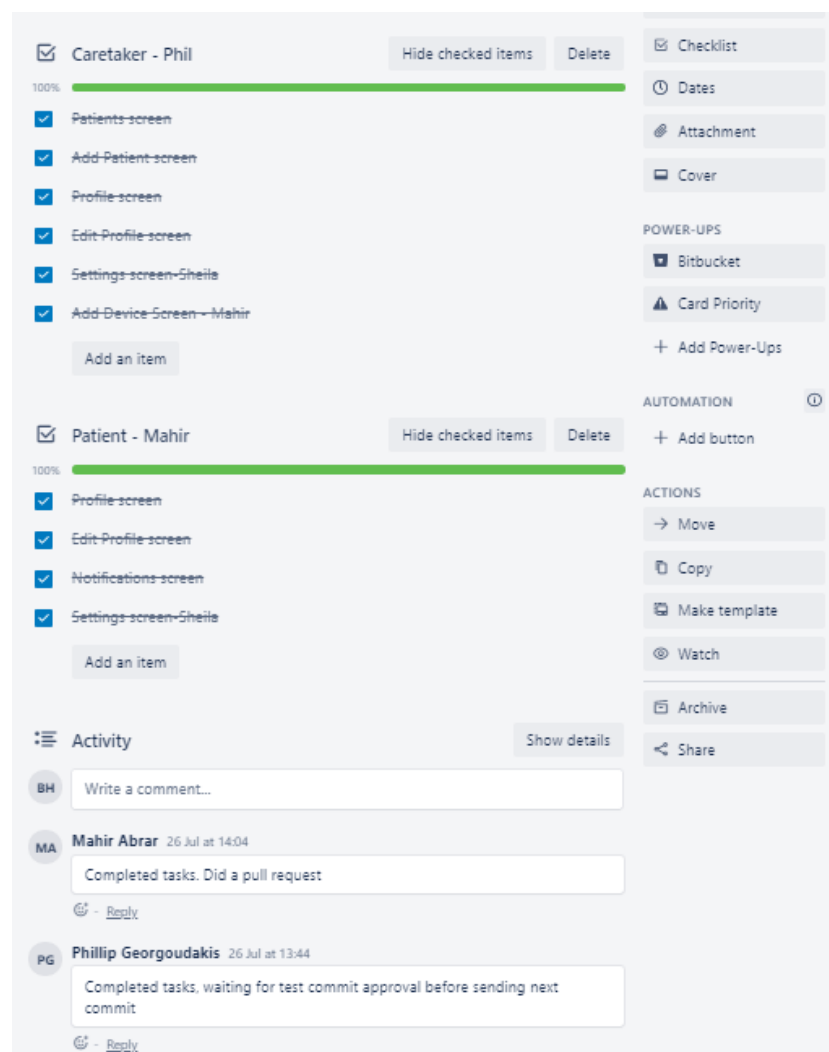 Caretaker - Phil
Hide checked items
Delete
100%
Patients screen
Add Patient screen
Profile screen
Edit Profile screen
Settings screen-Sheila
Add Device Screen - Mahir
Add an item
Patient - Mahir
Hide checked items
Delete
100%
Profile screen
Edit Profile screen
Notifications screen
Settings screen-Sheila
Add an item
Activity
Show details
BH
Write a comment...
MA
Mahir Abrar 26 Jul at 14:04
Completed tasks. Did a pull request
- Reply
PG
Phillip Georgoudakis 26 Jul at 13:44
Completed tasks, waiting for test commit approval before sending next
commit
- Reply
Checklist
Dates
Attachment
Cover
POWER-UPS
Bitbucket
Card Priority
+ Add Power-Ups
AUTOMATION
+ Add button
ACTIONS
→ Move
Copy
Make template
Watch
Archive
Share